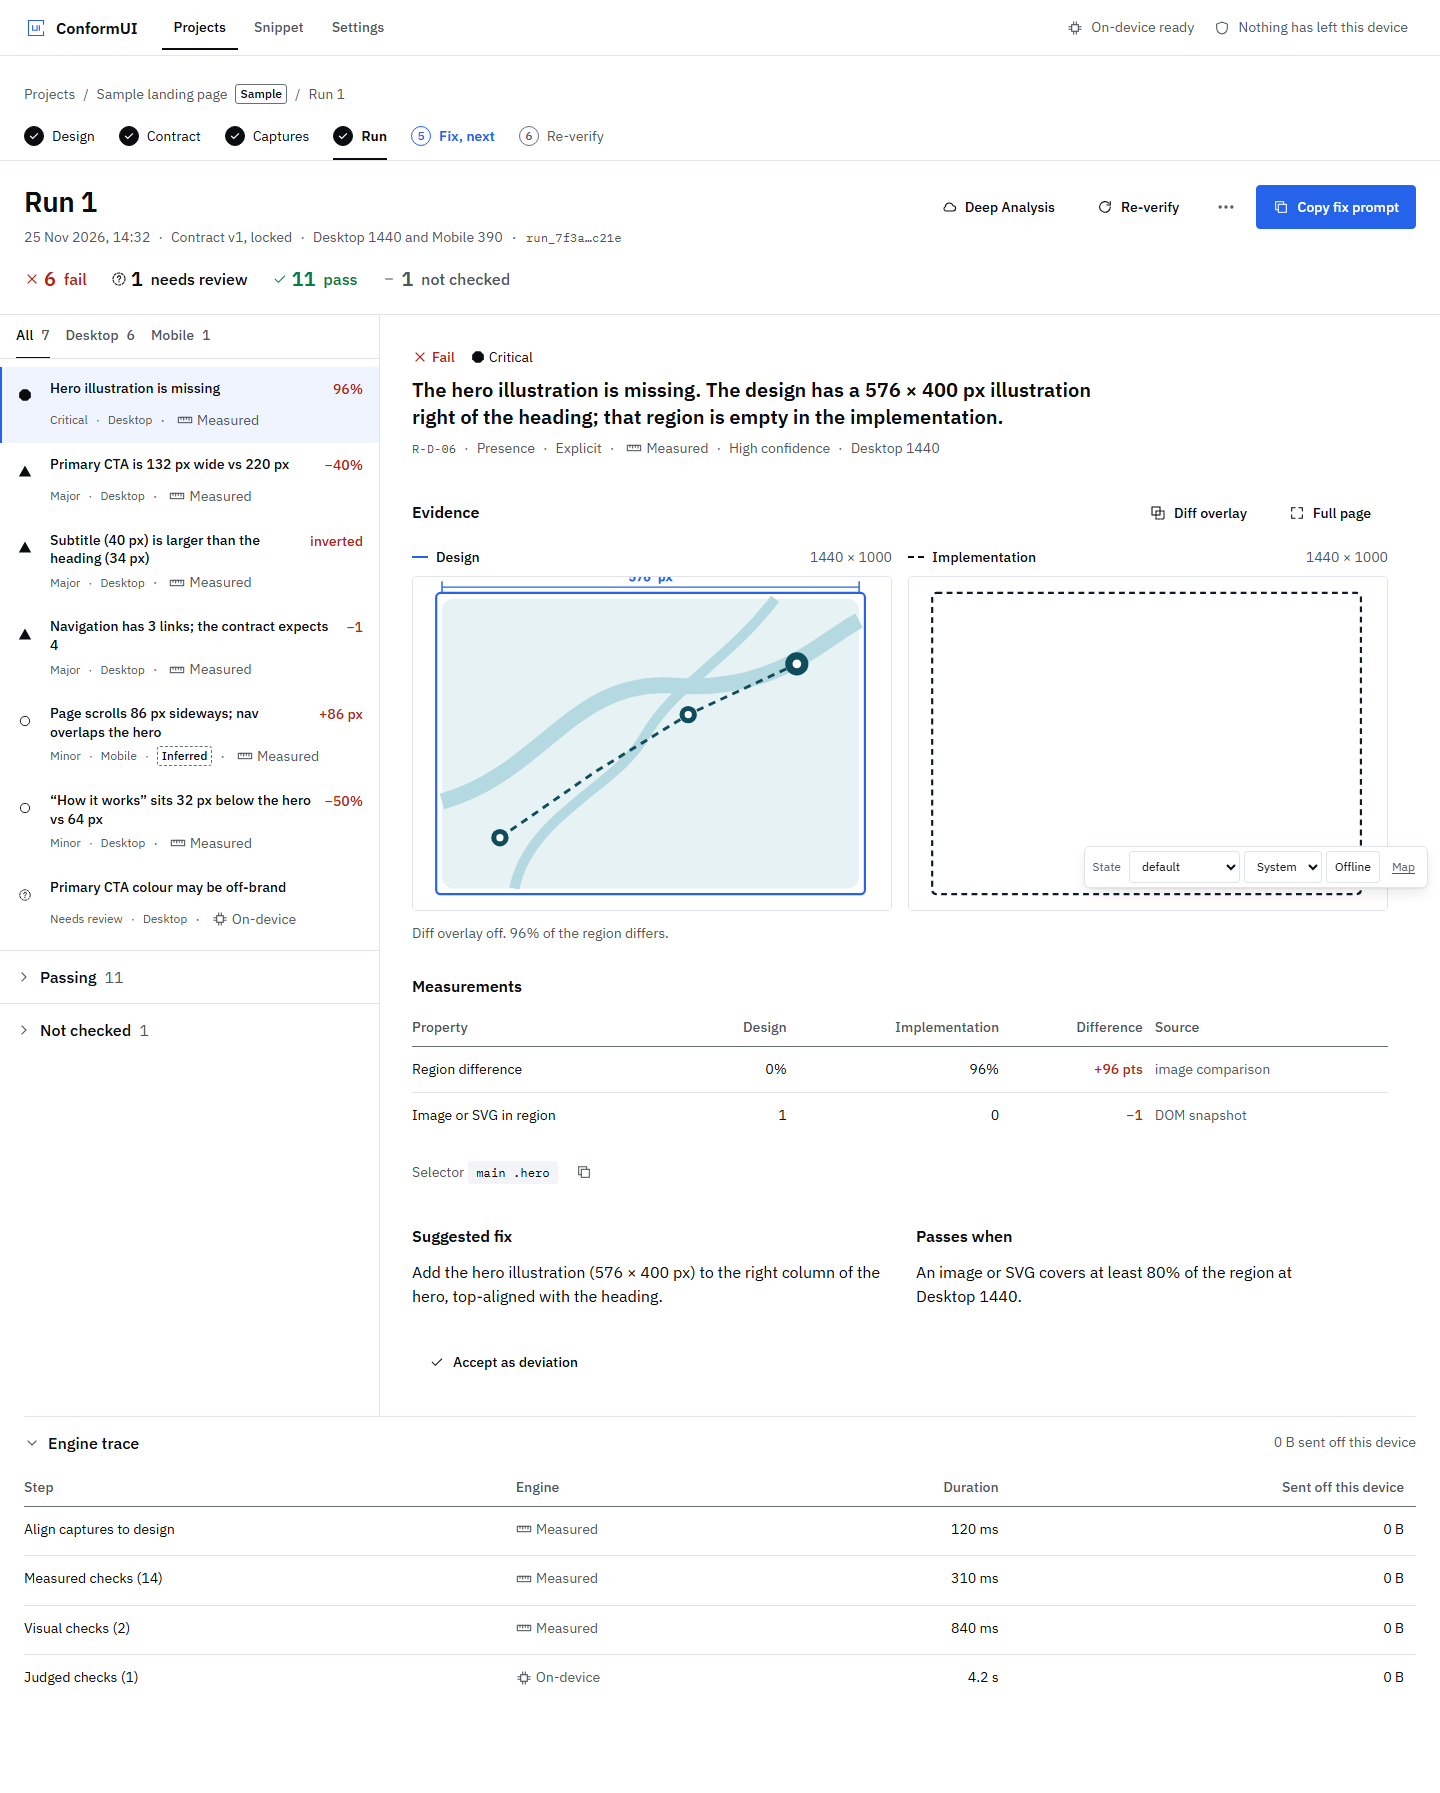 ConformUI
Projects
Snippet
Settings
On-device ready
Nothing has left this device
Projects / Sample landing page Sample / Run 1
Design
Contract
Captures
Run
5 Fix, next
6 Re-verify
Run 1
Deep Analysis
Re-verify
Copy fix prompt
25 Nov 2026, 14:32 · Contract v1, locked · Desktop 1440 and Mobile 390 · run_7f3a…c21e
6 fail
1 needs review
11 pass
1 not checked
All 7
Desktop 6
Mobile 1
Hero illustration is missing 96%
Critical · Desktop · Measured
Primary CTA is 132 px wide vs 220 px −40%
Major · Desktop · Measured
Subtitle (40 px) is larger than the inverted
heading (34 px)
Major · Desktop · Measured
Navigation has 3 links; the contract expects −1
4
Major · Desktop · Measured
Page scrolls 86 px sideways; nav +86 px
overlaps the hero
Minor · Mobile · Inferred · Measured
“How it works” sits 32 px below the hero −50%
vs 64 px
Minor · Desktop · Measured
Primary CTA colour may be off-brand
Needs review · Desktop · On-device
Passing 11
Not checked 1
Fail
Critical
The hero illustration is missing. The design has a 576 × 400 px illustration
right of the heading; that region is empty in the implementation.
R-D-06 · Presence · Explicit · Measured · High confidence · Desktop 1440
Evidence
Diff overlay
Full page
Design 1440 × 1000
Implementation 1440 × 1000
576 px
State default System Offline Map
Diff overlay off. 96% of the region differs.
Measurements
Property Design Implementation Difference Source
Region difference 0% 96% +96 pts image comparison
Image or SVG in region 1 0 −1 DOM snapshot
Selector main .hero
Suggested fix
Add the hero illustration (576 × 400 px) to the right column of the
hero, top-aligned with the heading.
Passes when
An image or SVG covers at least 80% of the region at
Desktop 1440.
Accept as deviation
Engine trace
0 B sent off this device
Step Engine Duration Sent off this device
Align captures to design Measured 120 ms 0 B
Measured checks (14) Measured 310 ms 0 B
Visual checks (2) Measured 840 ms 0 B
Judged checks (1) On-device 4.2 s 0 B